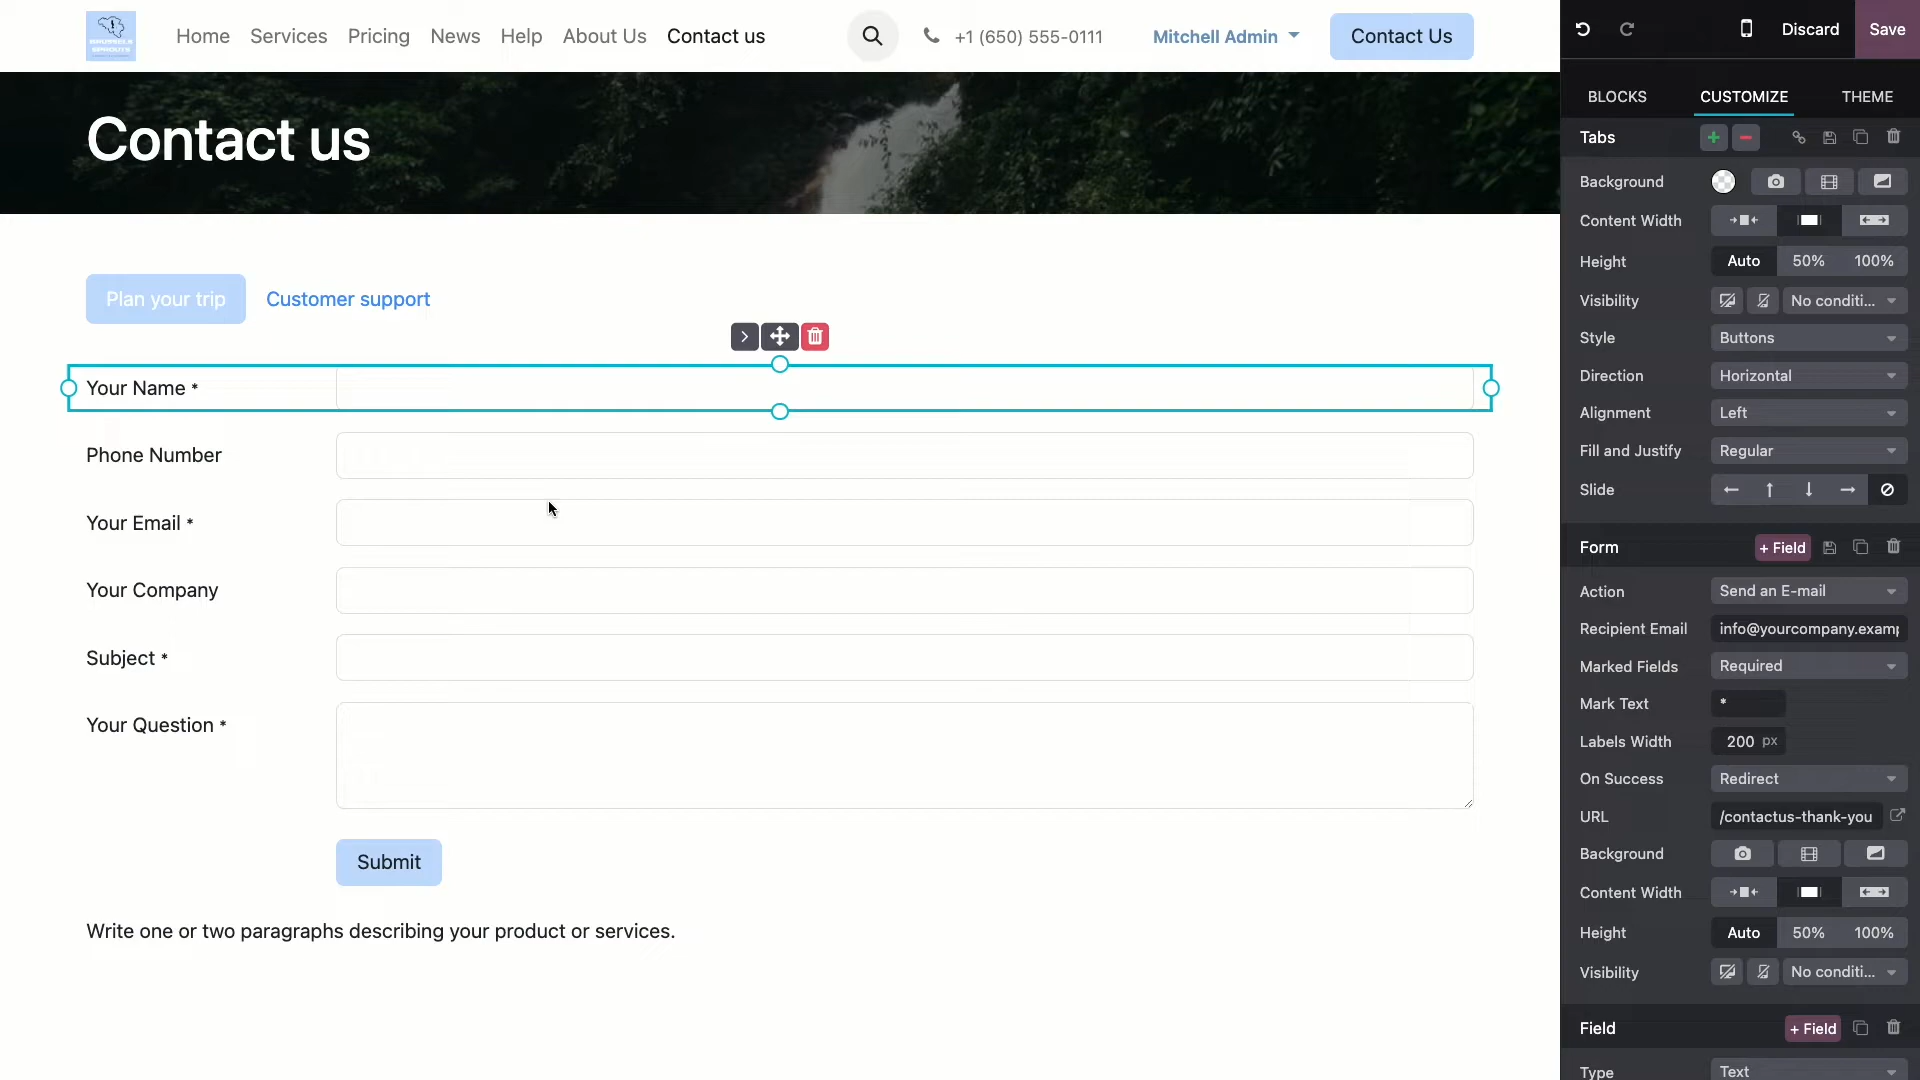 BRUSSELS
SPROUTS
Home Services Pricing News Help About Us Contact us +1 (650) 555-0111 Mitchell Admin Contact Us
Discard Save
BLOCKS CUSTOMIZE THEME
Contact us
Plan your trip Customer support
Your Name *
Phone Number
Your Email *
Your Company
Subject *
Your Question *
Submit
Write one or two paragraphs describing your product or services.
Tabs
Background
Content Width
Height Auto 50% 100%
Visibility No conditi...
Style Buttons
Direction Horizontal
Alignment Left
Fill and Justify Regular
Slide
Form + Field
Action Send an E-mail
Recipient Email info@yourcompany.examp
Marked Fields Required
Mark Text *
Labels Width 200 px
On Success Redirect
URL /contactus-thank-you
Background
Content Width
Height Auto 50% 100%
Visibility No conditi...
Field + Field
Type Text